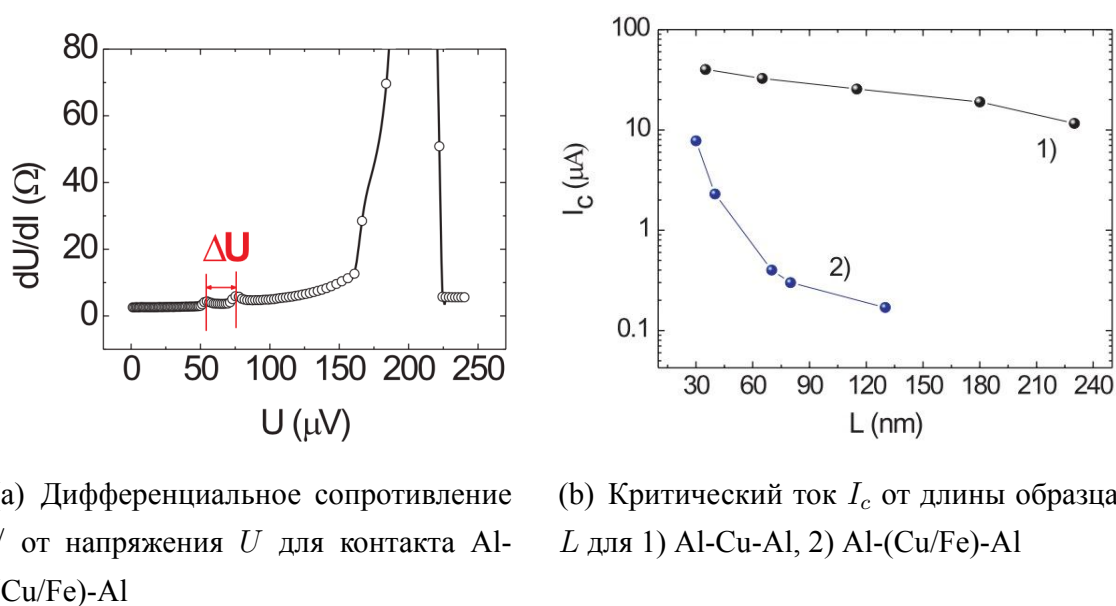 80
60
40
20
0
dU/dI (Ω)
ΔU
0 50 100 150 200 250
U (μV)
100
10
1
0.1
I_C (μA)
1)
2)
30 60 90 120 150 180 210 240
L (nm)
a) Дифференциальное сопротивление
от напряжения U для контакта Al-
Cu/Fe)-Al
(b) Критический ток I_c от длины образца
L для 1) Al-Cu-Al, 2) Al-(Cu/Fe)-Al